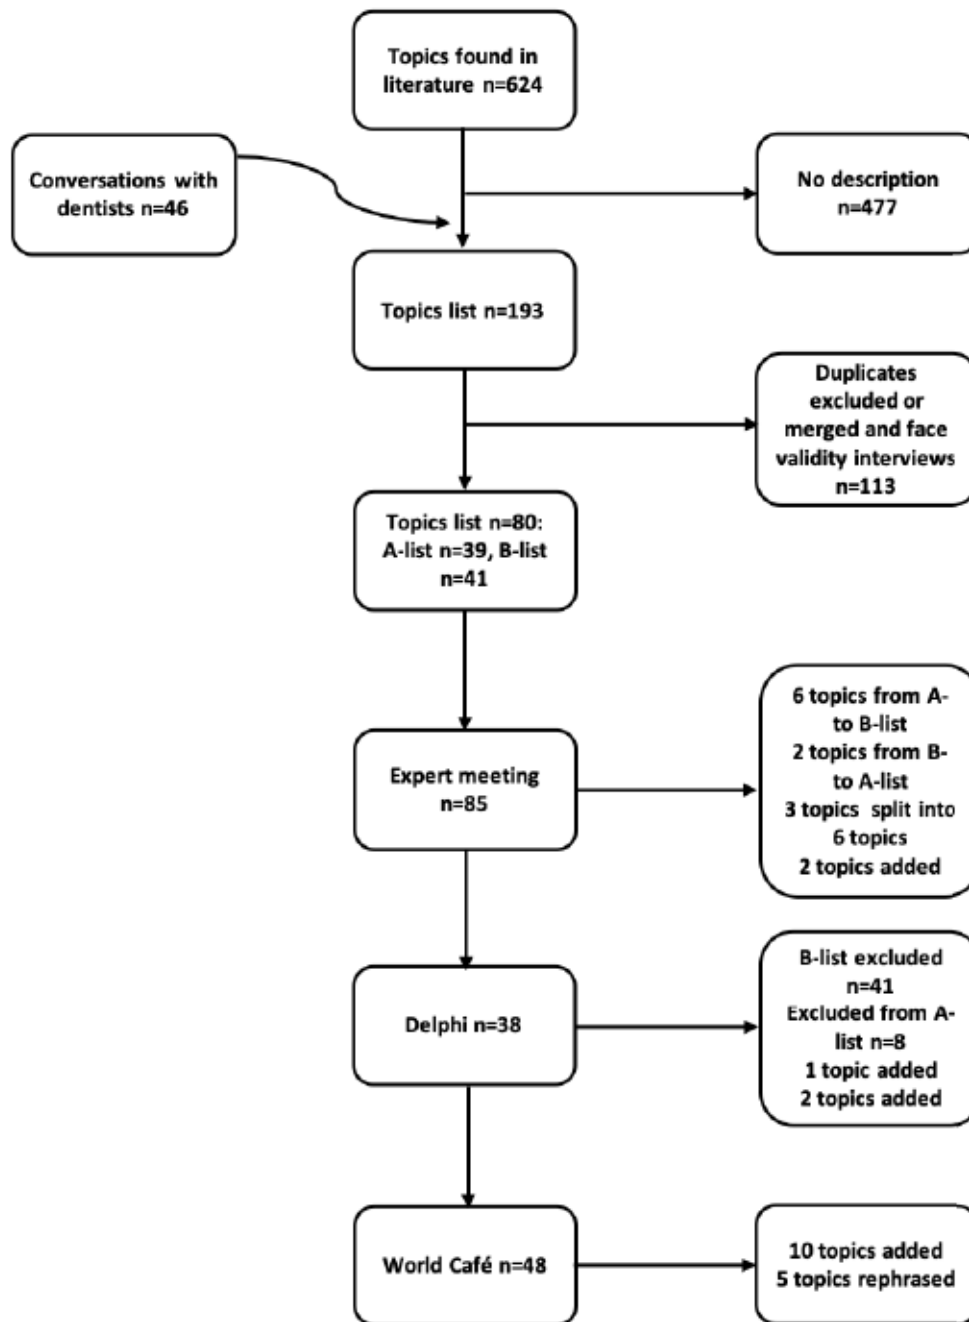 Topics found in
literature n=624
Conversations with
dentists n=46
No description
n=477
Topics list n=193
Duplicates
excluded or
merged and face
validity interviews
n=113
Topics list n=80:
A-list n=39, B-list
n=41
Expert meeting
n=85
6 topics from A-
to B-list
2 topics from B-
to A-list
3 topics split into
6 topics
2 topics added
Delphi n=38
B-list excluded
n=41
Excluded from A-
list n=8
1 topic added
2 topics added
World Café n=48
10 topics added
5 topics rephrased